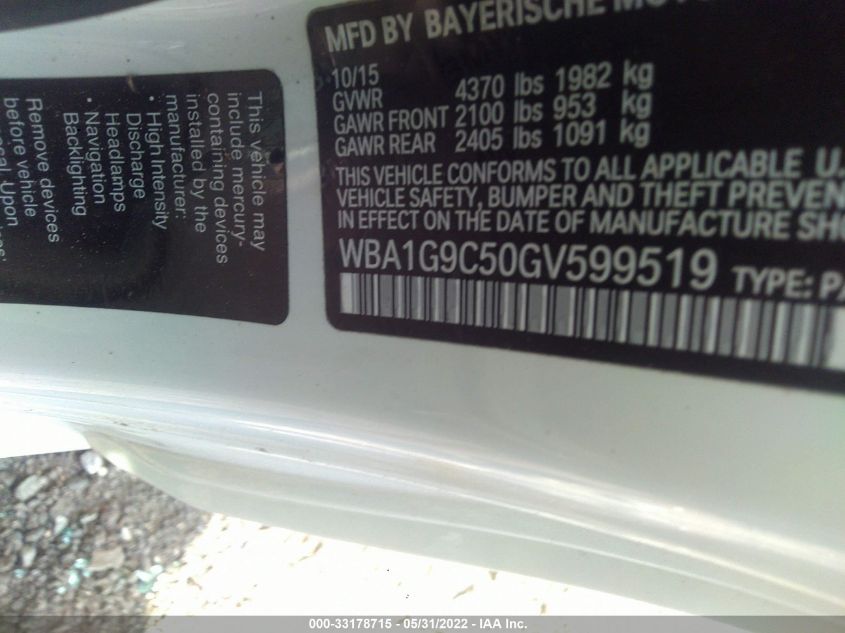 MFD BY BAYERISCHE
10/15
GVWR 4370 lbs 1982 kg
GAWR FRONT 2100 lbs 953 kg
GAWR REAR 2405 lbs 1091 kg
THIS VEHICLE CONFORMS TO ALL APPLICABLE U.
VEHICLE SAFETY, BUMPER AND THEFT PREVEN
IN EFFECT ON THE DATE OF MANUFACTURE SHO
WBA1G9C50GV599519 TYPE: PA
This vehicle may
include mercury-
containing devices
installed by the
manufacturer:
• High Intensity
Discharge
Headlamps
• Navigation
Backlighting
Remove devices
before vehicle
Upon
000-33178715 - 05/31/2022 - IAA Inc.